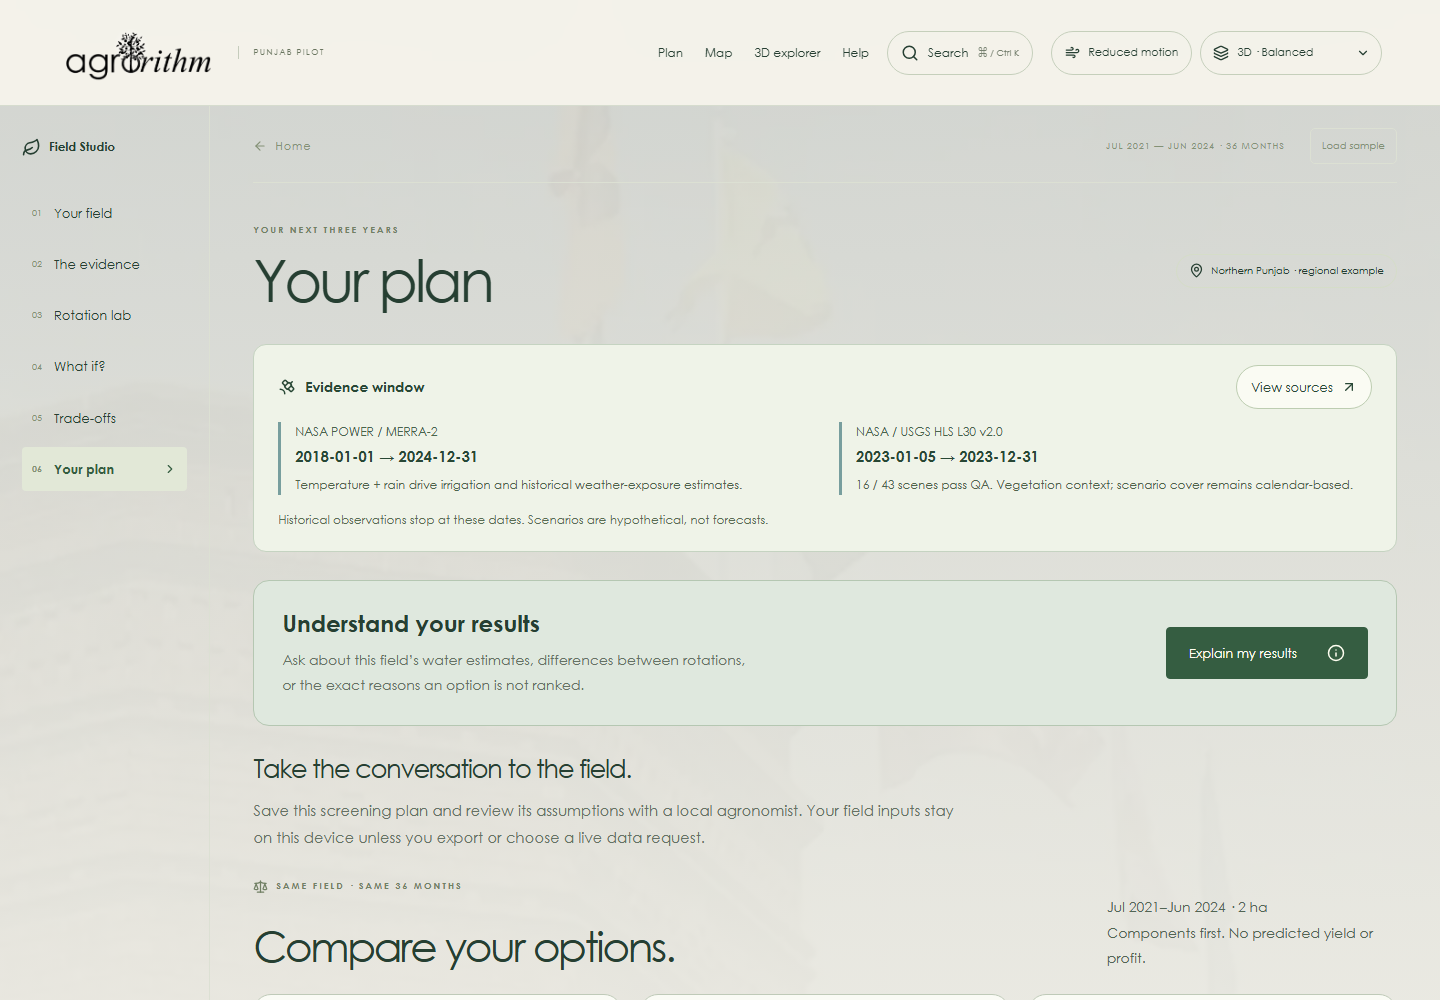 agrorithm
PUNJAB PILOT
Plan
Map
3D explorer
Help
Search ⌘ / Ctrl K
Reduced motion
3D · Balanced
Field Studio
01 Your field
02 The evidence
03 Rotation lab
04 What if?
05 Trade-offs
06 Your plan
← Home
JUL 2021 — JUN 2024 · 36 MONTHS
Load sample
YOUR NEXT THREE YEARS
Your plan
Northern Punjab · regional example
Evidence window
View sources
NASA POWER / MERRA-2
2018-01-01 → 2024-12-31
Temperature + rain drive irrigation and historical weather-exposure estimates.
NASA / USGS HLS L30 v2.0
2023-01-05 → 2023-12-31
16 / 43 scenes pass QA. Vegetation context; scenario cover remains calendar-based.
Historical observations stop at these dates. Scenarios are hypothetical, not forecasts.
Understand your results
Ask about this field's water estimates, differences between rotations,
or the exact reasons an option is not ranked.
Explain my results
Take the conversation to the field.
Save this screening plan and review its assumptions with a local agronomist. Your field inputs stay
on this device unless you export or choose a live data request.
SAME FIELD · SAME 36 MONTHS
Compare your options.
Jul 2021–Jun 2024 · 2 ha
Components first. No predicted yield or
profit.